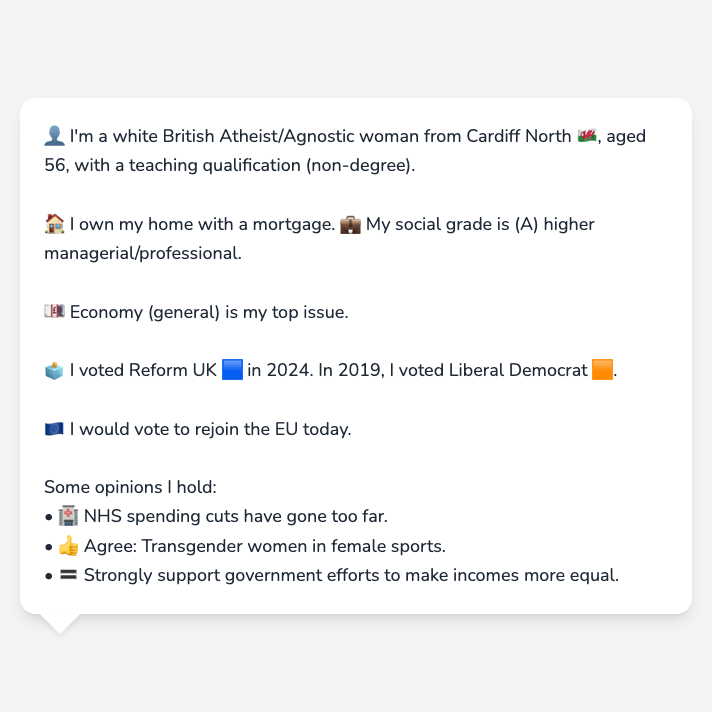 👤 I'm a white British Atheist/Agnostic woman from Cardiff North 🏴󠁧󠁢󠁷󠁬󠁳󠁿, aged
56, with a teaching qualification (non-degree).
🏠 I own my home with a mortgage. 💼 My social grade is (A) higher
managerial/professional.
💷 Economy (general) is my top issue.
🗳️ I voted Reform UK 🟦 in 2024. In 2019, I voted Liberal Democrat 🟧.
🇪🇺 I would vote to rejoin the EU today.
Some opinions I hold:
• 🏥 NHS spending cuts have gone too far.
• 👍 Agree: Transgender women in female sports.
• 🟰 Strongly support government efforts to make incomes more equal.